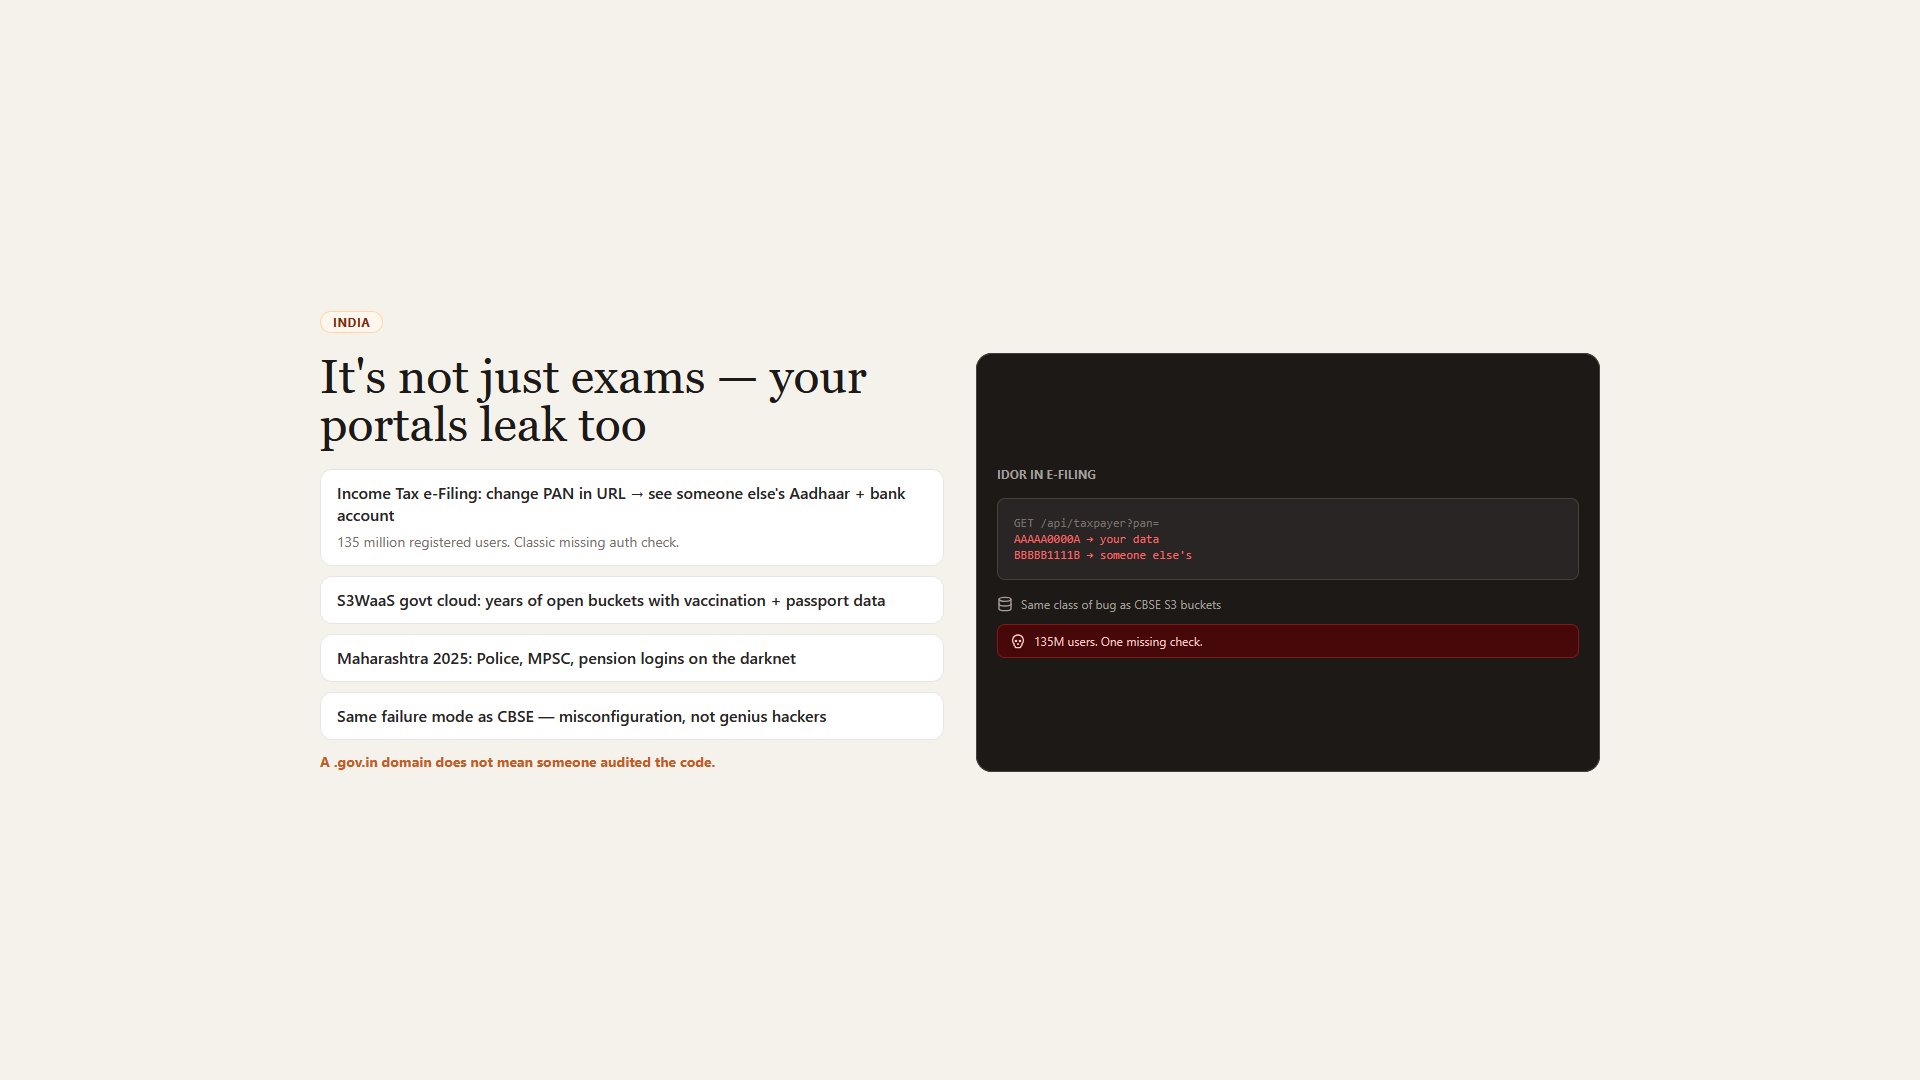 INDIA
It's not just exams — your
portals leak too
Income Tax e-Filing: change PAN in URL → see someone else's Aadhaar + bank
account
135 million registered users. Classic missing auth check.
S3WaaS govt cloud: years of open buckets with vaccination + passport data
Maharashtra 2025: Police, MPSC, pension logins on the darknet
Same failure mode as CBSE — misconfiguration, not genius hackers
A .gov.in domain does not mean someone audited the code.
IDOR IN E-FILING
GET /api/taxpayer?pan=
AAAAA0000A → your data
BBBBB1111B → someone else's
Same class of bug as CBSE S3 buckets
135M users. One missing check.